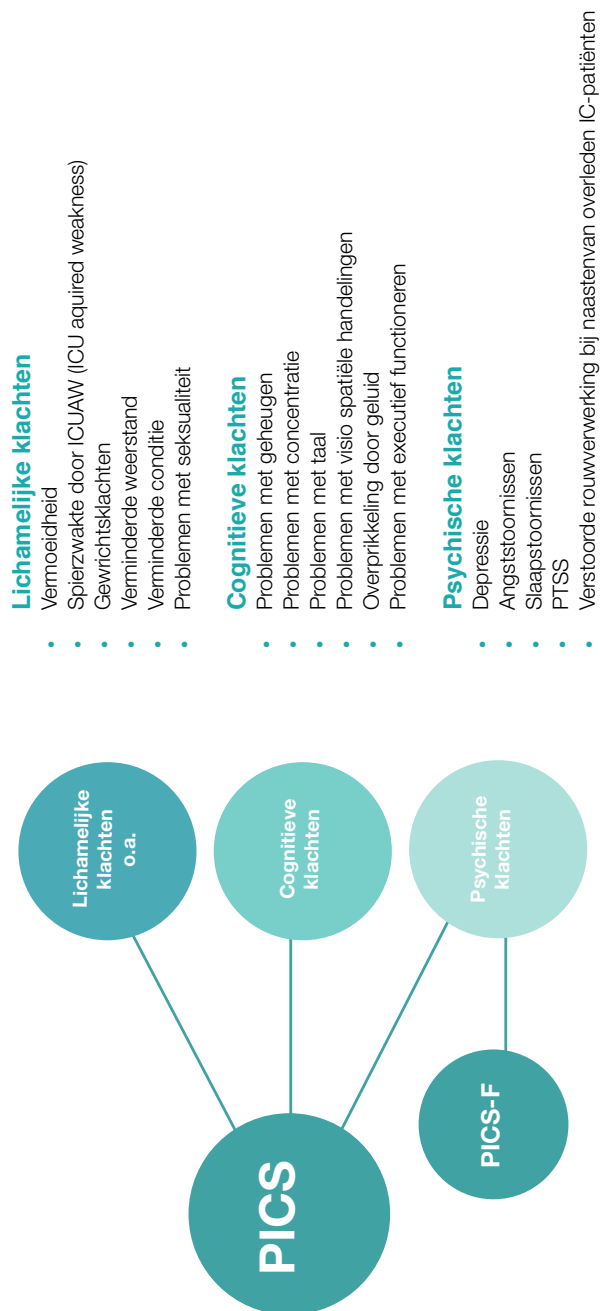 PICS
PICS-F
Lichamelijke
klachten
o.a.
Cognitieve
klachten
Psychische
klachten
Lichamelijke klachten
• Vermoeidheid
• Spierzwakte door ICUAW (ICU aquired weakness)
• Gewrichtsklachten
• Verminderde weerstand
• Verminderde conditie
• Problemen met seksualiteit
Cognitieve klachten
• Problemen met geheugen
• Problemen met concentratie
• Problemen met taal
• Problemen met visio spatiële handelingen
• Overprikkeling door geluid
• Problemen met executief functioneren
Psychische klachten
• Depressie
• Angststoornissen
• Slaapstoornissen
• PTSS
• Verstoorde rouwverwerking bij naastenvan overleden IC-patiënten